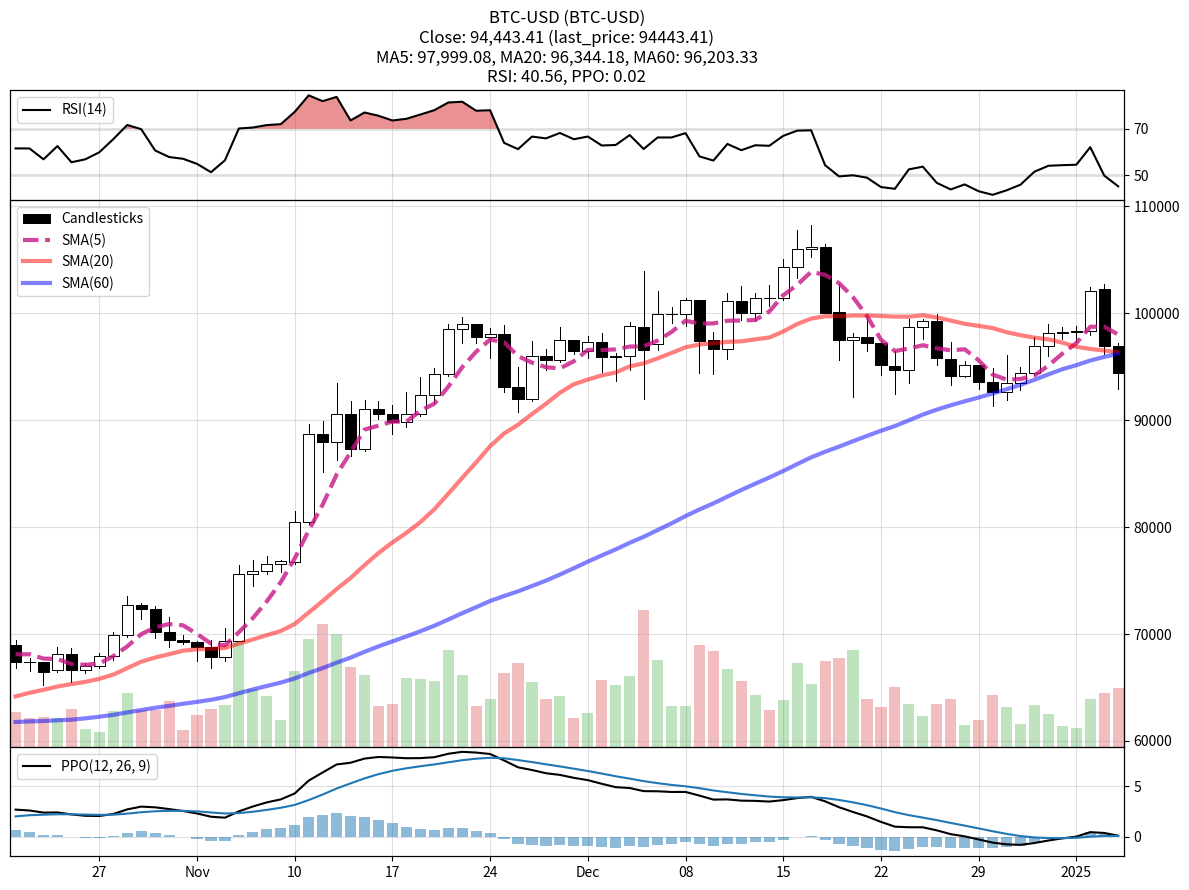 BTC-USD (BTC-USD)
Close: 94,443.41 (last_price: 94443.41)
MA5: 97,999.08, MA20: 96,344.18, MA60: 96,203.33
RSI: 40.56, PPO: 0.02
RSI(14)
70
50
Candlesticks
SMA(5)
SMA(20)
SMA(60)
110000
100000
90000
80000
70000
60000
PPO(12, 26, 9)
5
0
27 Nov 10 17 24 Dec 08 15 22 29 2025